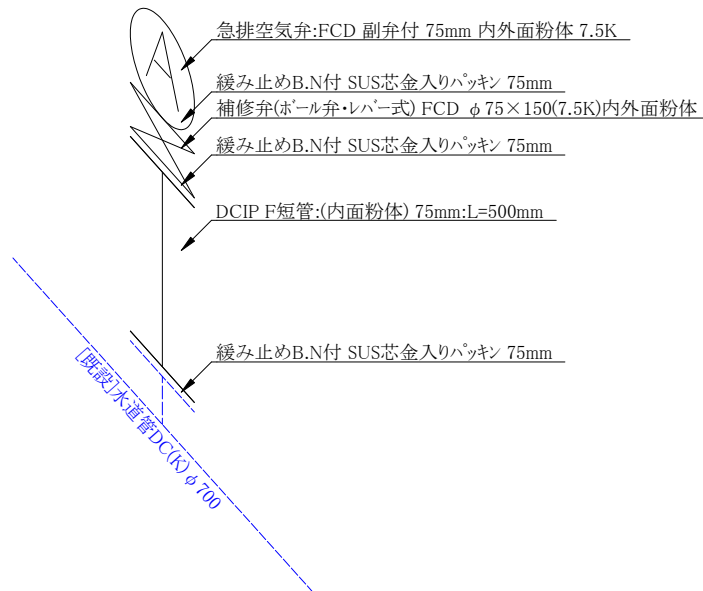 急排空気弁:FCD 副弁付 75mm 内外面粉体 7.5K
緩み止めB.N付 SUS芯金入りﾊﾟｯｷﾝ 75mm
補修弁(ﾎﾞｰﾙ弁・ﾚﾊﾞｰ式) FCD φ75×150(7.5K)内外面粉体
緩み止めB.N付 SUS芯金入りﾊﾟｯｷﾝ 75mm
DCIP F短管:(内面粉体) 75mm:L=500mm
緩み止めB.N付 SUS芯金入りﾊﾟｯｷﾝ 75mm
[既設]水道管DC(K)φ700
A